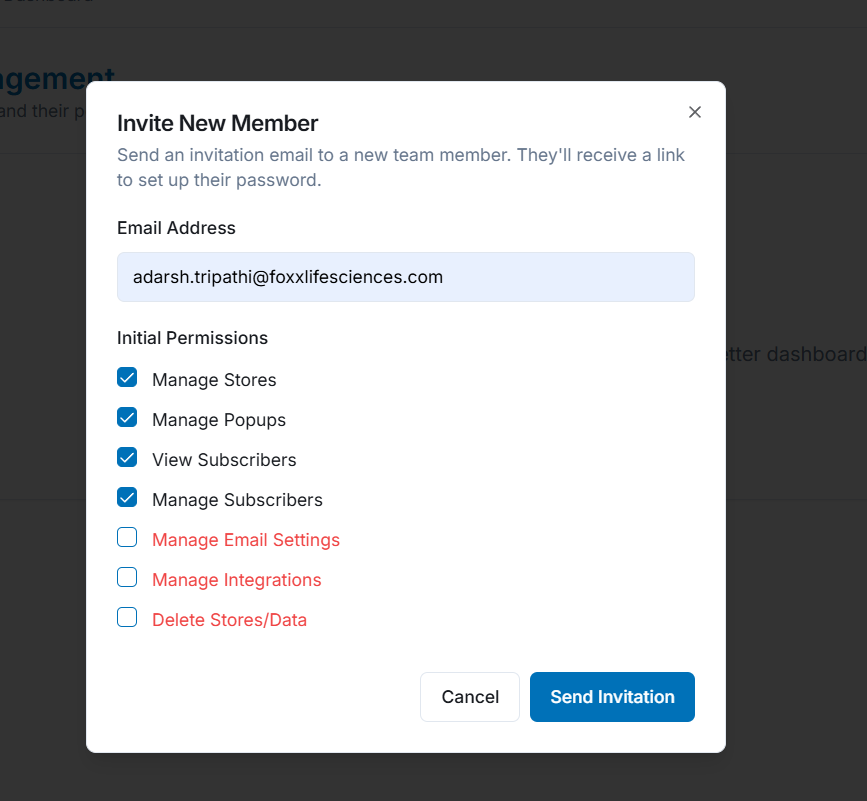 agement
and their p
Invite New Member
Send an invitation email to a new team member. They'll receive a link
to set up their password.
Email Address
adarsh.tripathi@foxxlifesciences.com
Initial Permissions
etter dashboard
Manage Stores
Manage Popups
View Subscribers
Manage Subscribers
Manage Email Settings
Manage Integrations
Delete Stores/Data
Cancel
Send Invitation